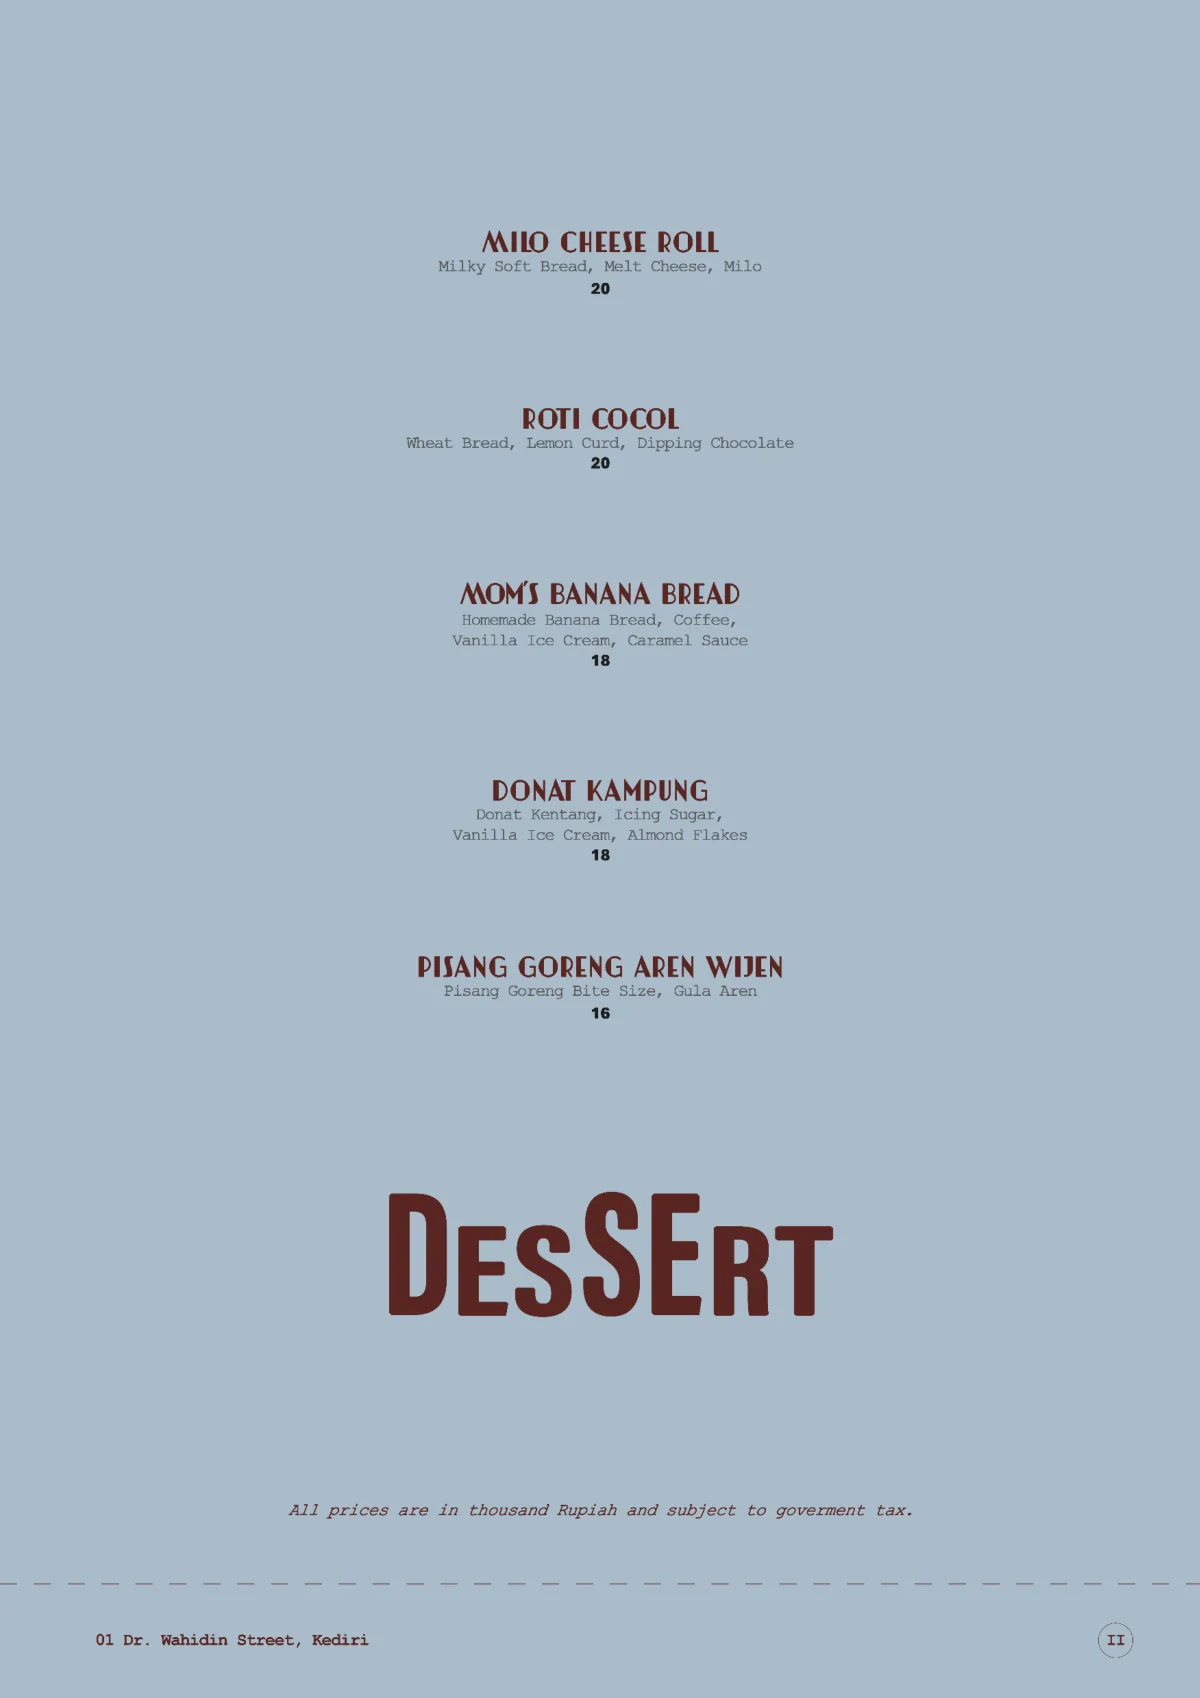 MILO CHEESE ROLL
Milky Soft Bread, Melt Cheese, Milo
20
ROTI COCOL
Wheat Bread, Lemon Curd, Dipping Chocolate
20
MOM'S BANANA BREAD
Homemade Banana Bread, Coffee,
Vanilla Ice Cream, Caramel Sauce
18
DONAT KAMPUNG
Donat Kentang, Icing Sugar,
Vanilla Ice Cream, Almond Flakes
18
PISANG GORENG AREN WIJEN
Pisang Goreng Bite Size, Gula Aren
16
DESSERT
All prices are in thousand Rupiah and subject to goverment tax.
01 Dr. Wahidin Street, Kediri
II